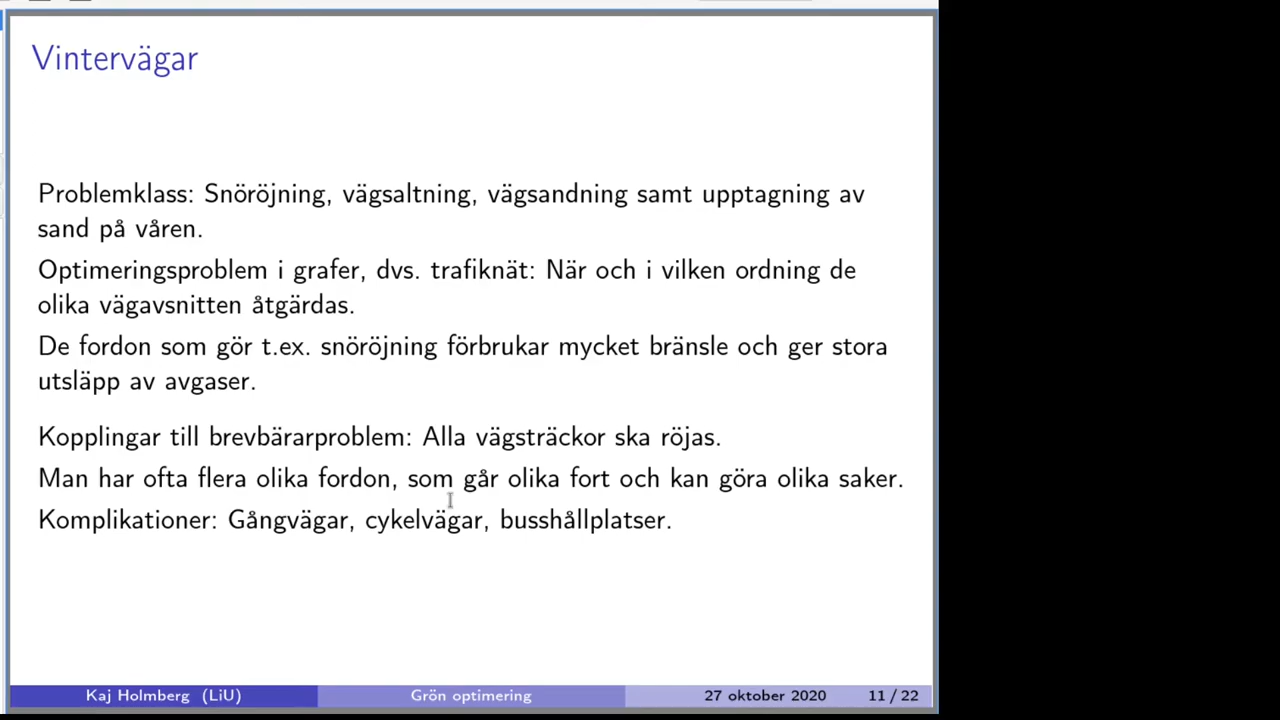 Vintervägar
Problemklass: Snöröjning, vägsaltning, vägsandning samt upptagning av
sand på våren.
Optimeringsproblem i grafer, dvs. trafiknät: När och i vilken ordning de
olika vägavsnitten åtgärdas.
De fordon som gör t.ex. snöröjning förbrukar mycket bränsle och ger stora
utsläpp av avgaser.
Kopplingar till brevbärarproblem: Alla vägsträckor ska röjas.
Man har ofta flera olika fordon, som går olika fort och kan göra olika saker.
Komplikationer: Gångvägar, cykelvägar, busshållplatser.
Kaj Holmberg (LiU) Grön optimering 27 oktober 2020 11 / 22